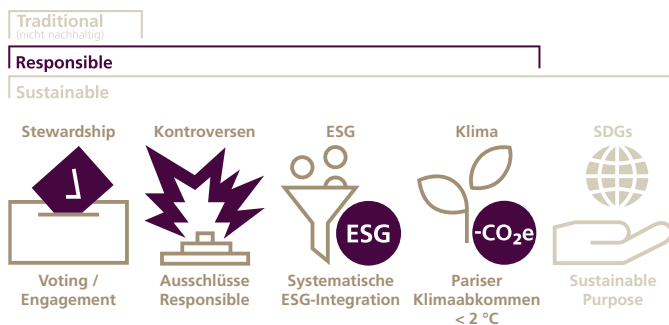 Traditional
(nicht nachhaltig)
Responsible
Sustainable
Stewardship
Kontroversen
ESG
Klima
SDGs
ESG
-CO₂e
Voting /
Engagement
Ausschlüsse
Responsible
Systematische
ESG-Integration
Pariser
Klimaabkommen
< 2 °C
Sustainable
Purpose